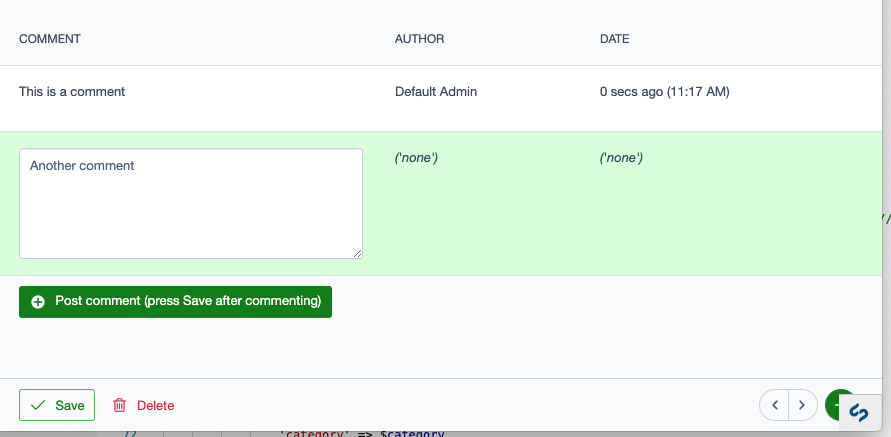 COMMENT AUTHOR DATE
This is a comment Default Admin 0 secs ago (11:17 AM)
Another comment ('none') ('none')
//
Post comment (press Save after commenting)
Save Delete
72 'category' => $category